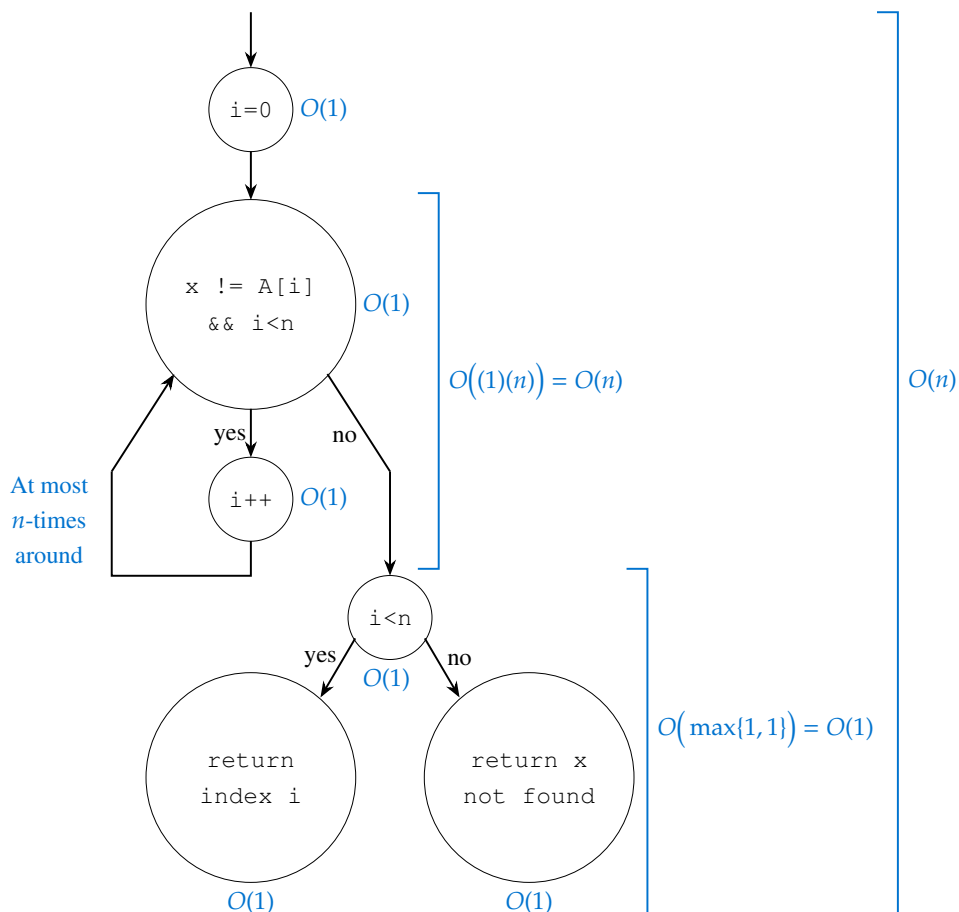 i=0
O(1)
x != A[i]
&& i<n
O(1)
O((1)(n)) = O(n)
O(n)
yes
no
At most
n-times
around
i++
O(1)
i<n
O(1)
yes
no
O(max{1, 1}) = O(1)
return
index i
return x
not found
O(1)
O(1)